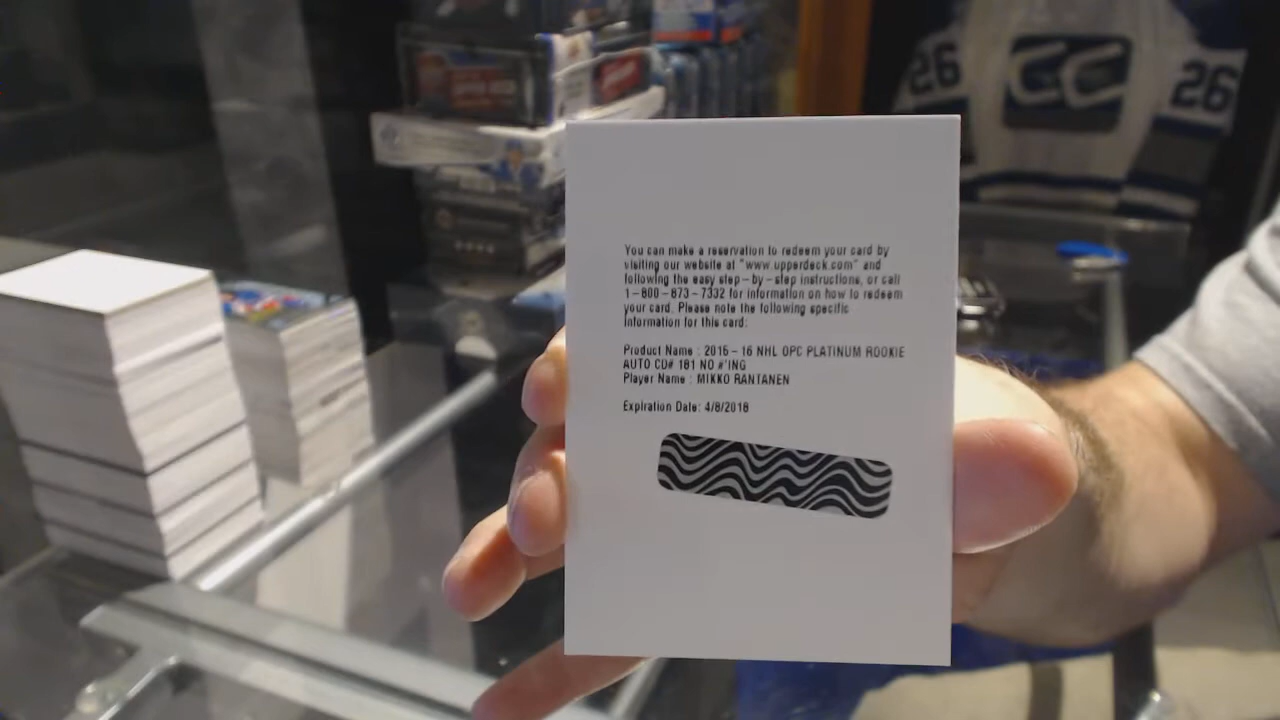 You can make a reservation to redeem your card by
visiting our website at "www.upperdeck.com" and
following the easy step-by-step instructions, or call
1-800-873-7332 for information on how to redeem
your card. Please note the following specific
information for this card:
Product Name : 2015-16 NHL OPC PLATINUM ROOKIE
AUTO CD# 181 NO #'ING
Player Name : MIKKO RANTANEN
Expiration Date: 4/8/2018
26
CC
26